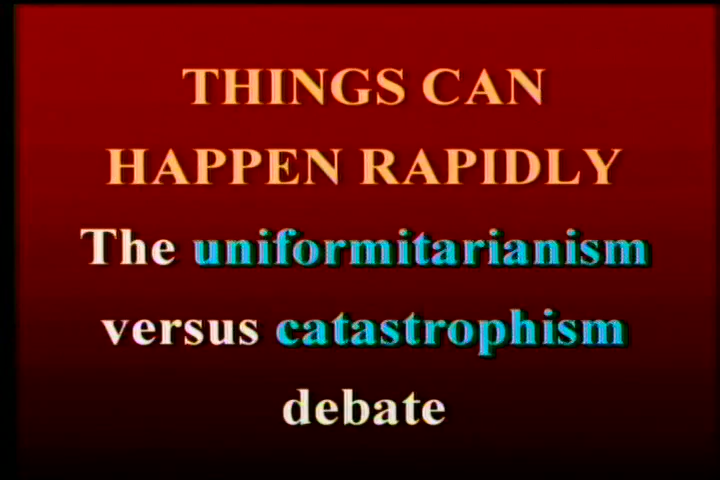 THINGS CAN
HAPPEN RAPIDLY
The uniformitarianism
versus catastrophism
debate